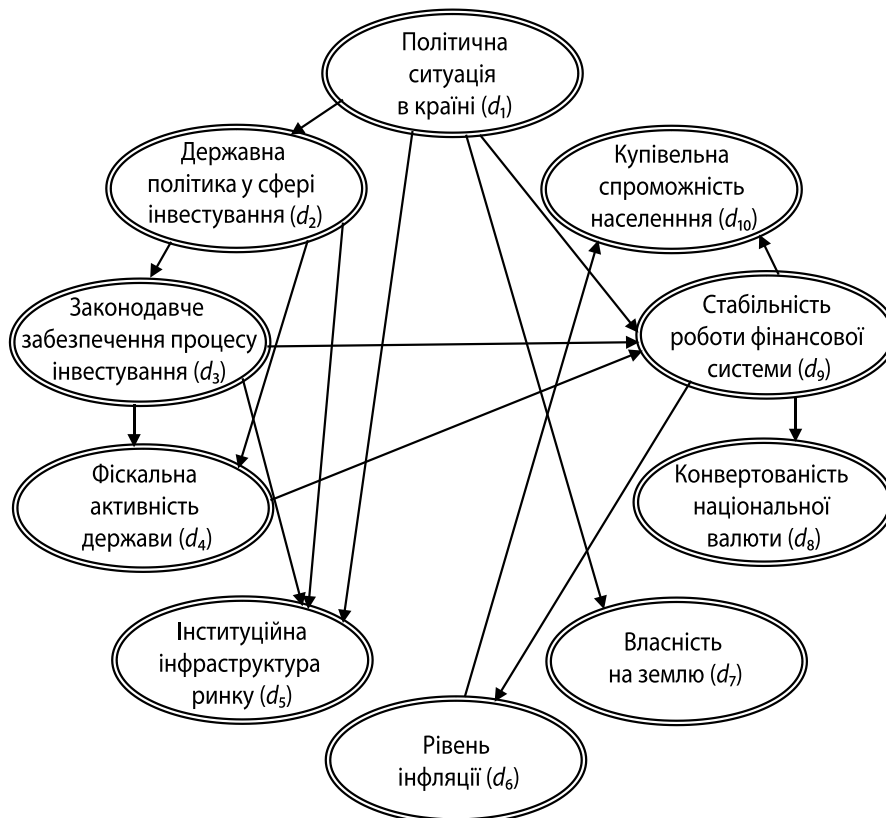 Політична
ситуація
в країні (d₁)
Державна
політика у сфері
інвестування (d₂)
Купівельна
спроможність
населенння (d₁₀)
Законодавче
забезпечення процесу
інвестування (d₃)
Стабільність
роботи фінансової
системи (d₉)
Фіскальна
активність
держави (d₄)
Конвертованість
національної
валюти (d₈)
Інституційна
інфраструктура
ринку (d₅)
Власність
на землю (d₇)
Рівень
інфляції (d₆)